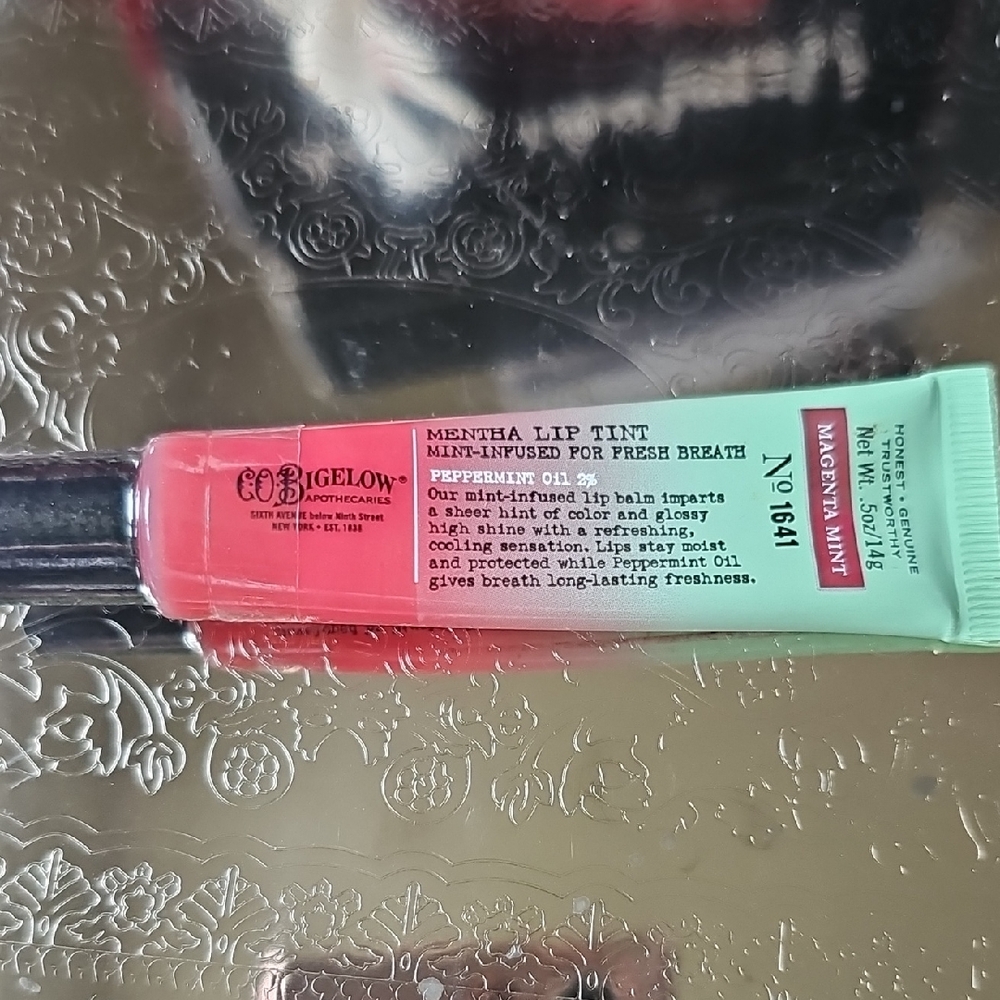 C.O. BIGELOW®
APOTHECARIES
SIXTH AVENUE below Ninth Street
NEW YORK • EST. 1838
MENTHA LIP TINT
MINT-INFUSED FOR FRESH BREATH
PEPPERMINT Oil 2%
Our mint-infused lip balm imparts
a sheer hint of color and glossy
high shine with a refreshing,
cooling sensation. Lips stay moist
and protected while Peppermint Oil
gives breath long-lasting freshness.
No 1641
MAGENTA MINT
Net Wt. .5oz/14g
HONEST • GENUINE
TRUSTWORTHY